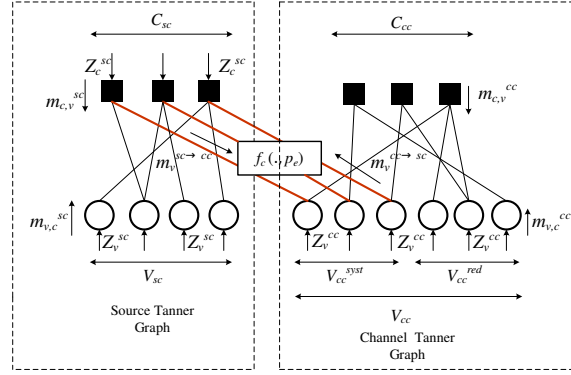 C_sc
C_cc
Z_c^sc Z_c^sc
m_c,v^sc
m_c,v^cc
m_v^sc→cc
f_c(.,p_e)
m_v^cc→sc
m_v,c^sc
m_v,c^cc
Z_v^sc Z_v^sc Z_v^cc Z_v^cc Z_v^cc
V_sc
V_cc^syst V_cc^red
V_cc
Source Tanner
Graph
Channel Tanner
Graph